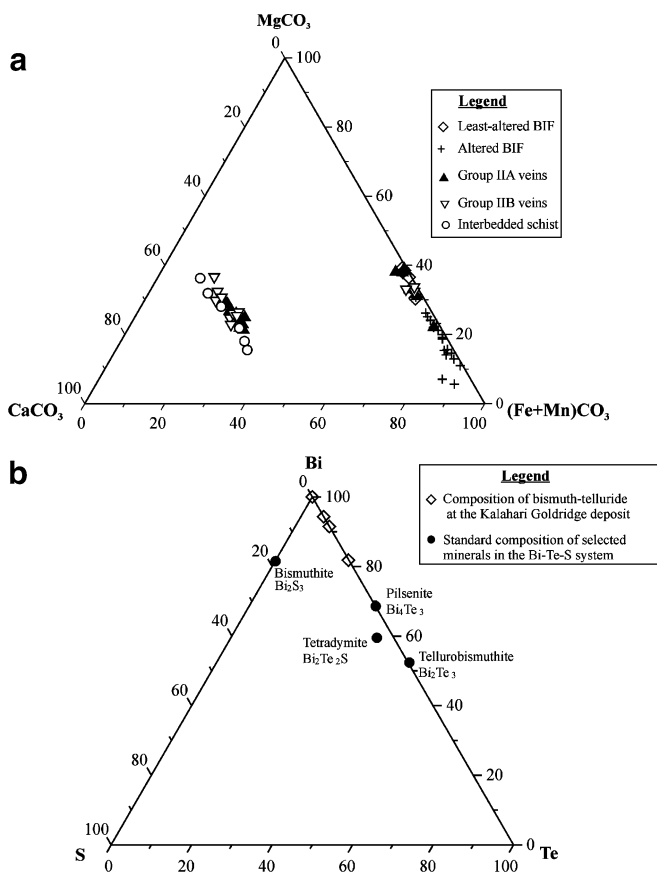 a
MgCO₃
0
100
20
80
40
60
60
40
80
20
100
0
CaCO₃
20
40
60
80
100
(Fe+Mn)CO₃
Legend
Least-altered BIF
Altered BIF
Group IIA veins
Group IIB veins
Interbedded schist
b
Bi
0
100
20
80
40
60
60
40
80
20
100
0
S
Te
0
20
40
60
80
100
Bismuthite
Bi₂S₃
Pilsenite
Bi₄Te₃
Tetradymite
Bi₂Te₂S
Tellurobismuthite
Bi₂Te₃
Legend
Composition of bismuth-telluride
at the Kalahari Goldridge deposit
Standard composition of selected
minerals in the Bi-Te-S system